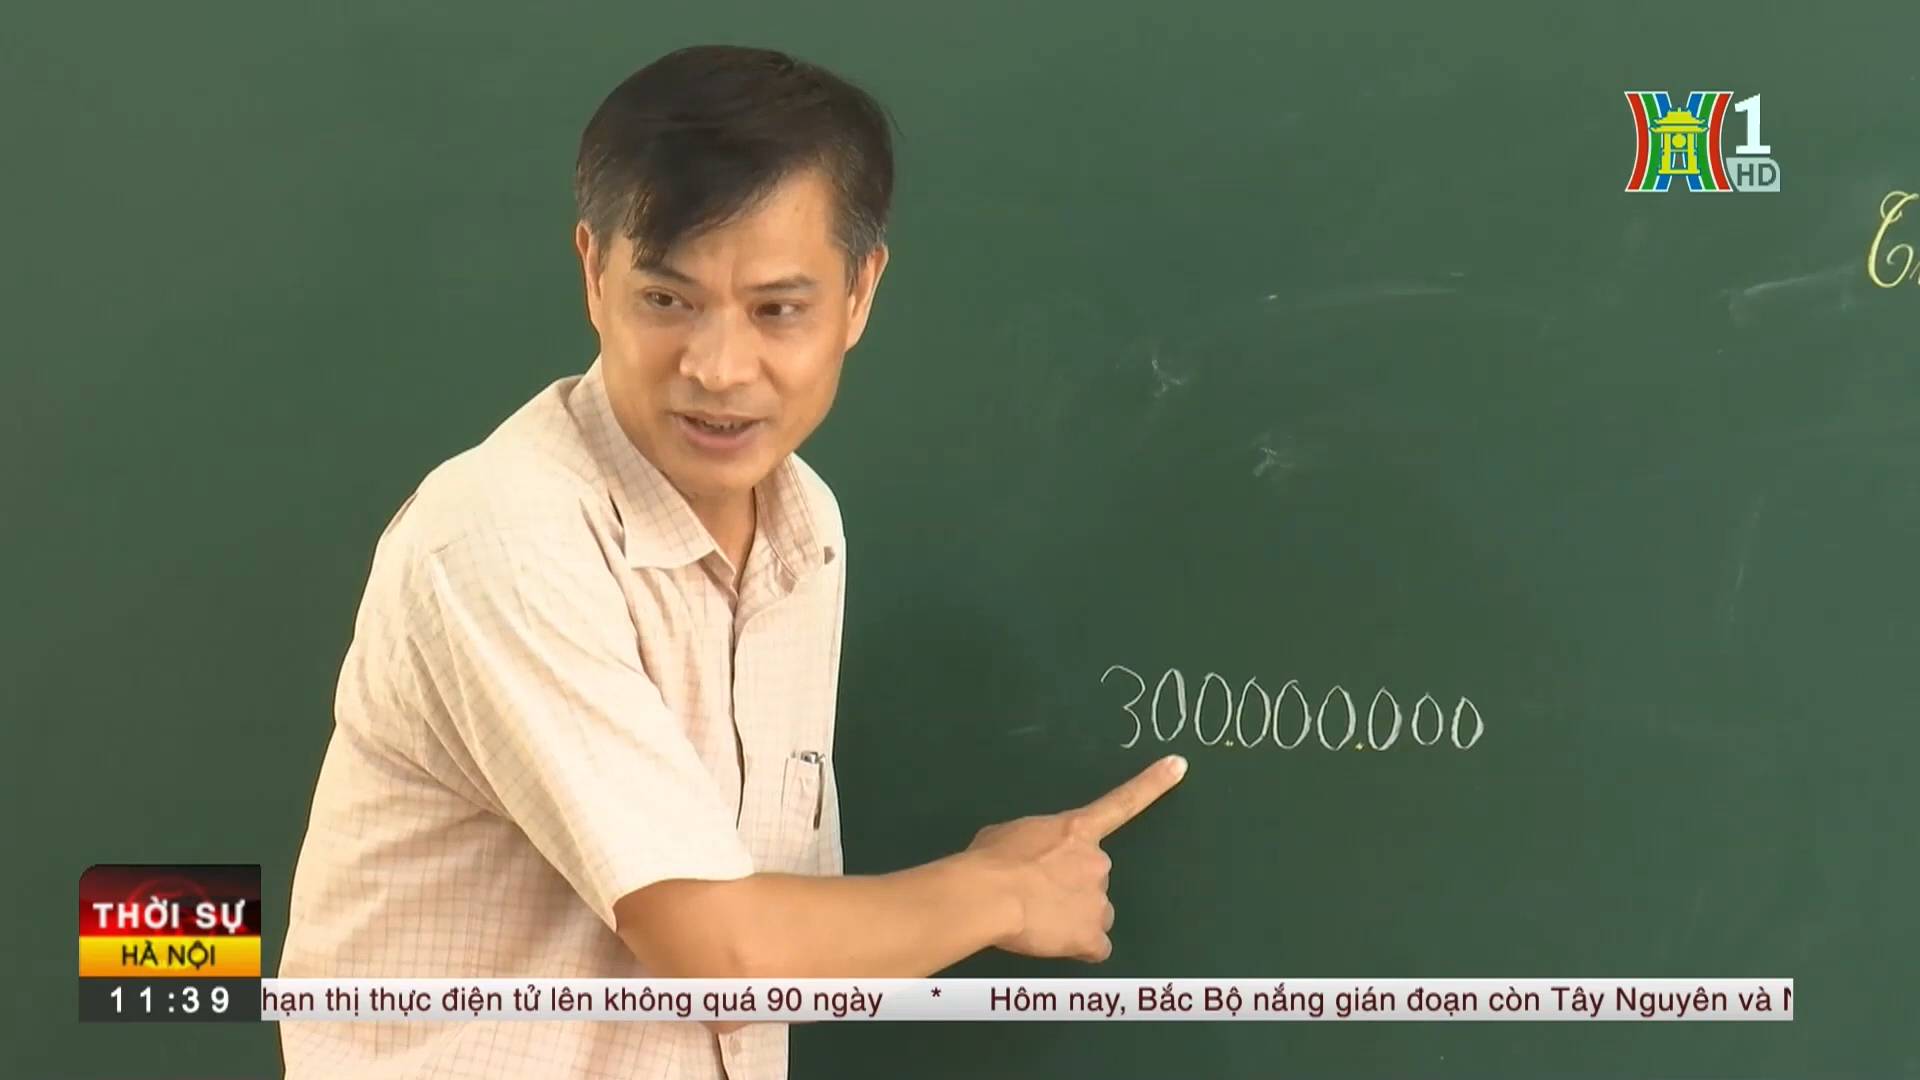 1
HD
300.000.000
THỜI SỰ
HÀ NỘI
11:39
hạn thị thực điện tử lên không quá 90 ngày * Hôm nay, Bắc Bộ nắng gián đoạn còn Tây Nguyên và